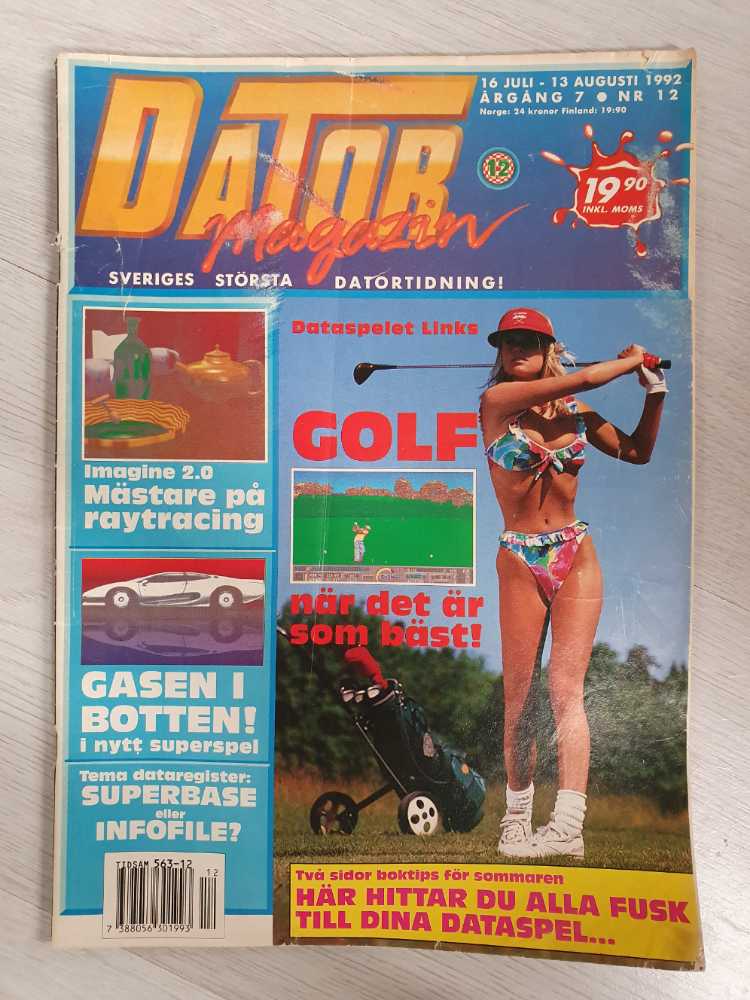 DATOR
Magazin
16 JULI - 13 AUGUSTI 1992
ÅRGÅNG 7 ● NR 12
Norge: 24 kronor Finland: 19:90
12
19 90
INKL. MOMS
SVERIGES STÖRSTA DATORTIDNING!
Dataspelet Links
GOLF
när det är
som bäst!
Imagine 2.0
Mästare på
raytracing
GASEN I
BOTTEN!
i nytt superspel
Tema dataregister:
SUPERBASE
eller
INFOFILE?
TIDSAM 563-12
12
7 388056 301993
Två sidor boktips för sommaren
HÄR HITTAR DU ALLA FUSK
TILL DINA DATASPEL...